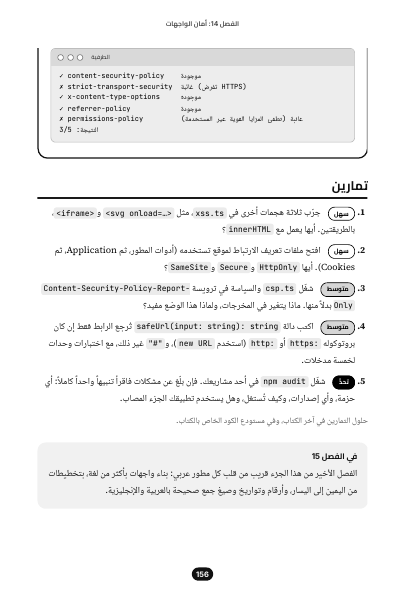 الفصل 14: أمان الواجهات
الطرفية
✓ content-security-policy موجودة
✗ strict-transport-security غائبة (تفرض HTTPS)
✓ x-content-type-options موجودة
✓ referrer-policy موجودة
✗ permissions-policy غائبة (تطفئ المزايا القوية غير المستخدمة)
النتيجة: 3/5
تمارين
1. سهل جرّب ثلاثة هجمات أخرى في xss.ts، مثل <svg onload=…> و <iframe>،
بالطريقتين. أيها يعمل مع innerHTML؟
2. سهل افتح ملفات تعريف الارتباط لموقع تستخدمه (أدوات المطور، ثم Application، ثم
Cookies). أيها HttpOnly و Secure و SameSite؟
3. متوسط شغّل csp.ts والسياسة في ترويسة Content-Security-Policy-Report-
Only بدلاً منها. ماذا يتغير في المخرجات، ولماذا هذا الوضع مفيد؟
4. متوسط اكتب دالة safeUrl(input: string): string تُرجع الرابط فقط إن كان
بروتوكوله https: أو http: (استخدم new URL)، و "#" غير ذلك، مع اختبارات وحدات
لخمسة مدخلات.
5. تحدٍّ شغّل npm audit في أحد مشاريعك. فإن بلّغ عن مشكلات فاقرأ تنبيهاً واحداً كاملاً: أي
حزمة، وأي إصدارات، وكيف تُستغل، وهل يستخدم تطبيقك الجزء المصاب.
حلول التمارين في آخر الكتاب، وفي مستودع الكود الخاص بالكتاب.
في الفصل 15
الفصل الأخير من هذا الجزء قريب من قلب كل مطور عربي: بناء واجهات بأكثر من لغة، بتخطيطات
من اليمين إلى اليسار، وأرقام وتواريخ وصيغ جمع صحيحة بالعربية والإنجليزية.
156